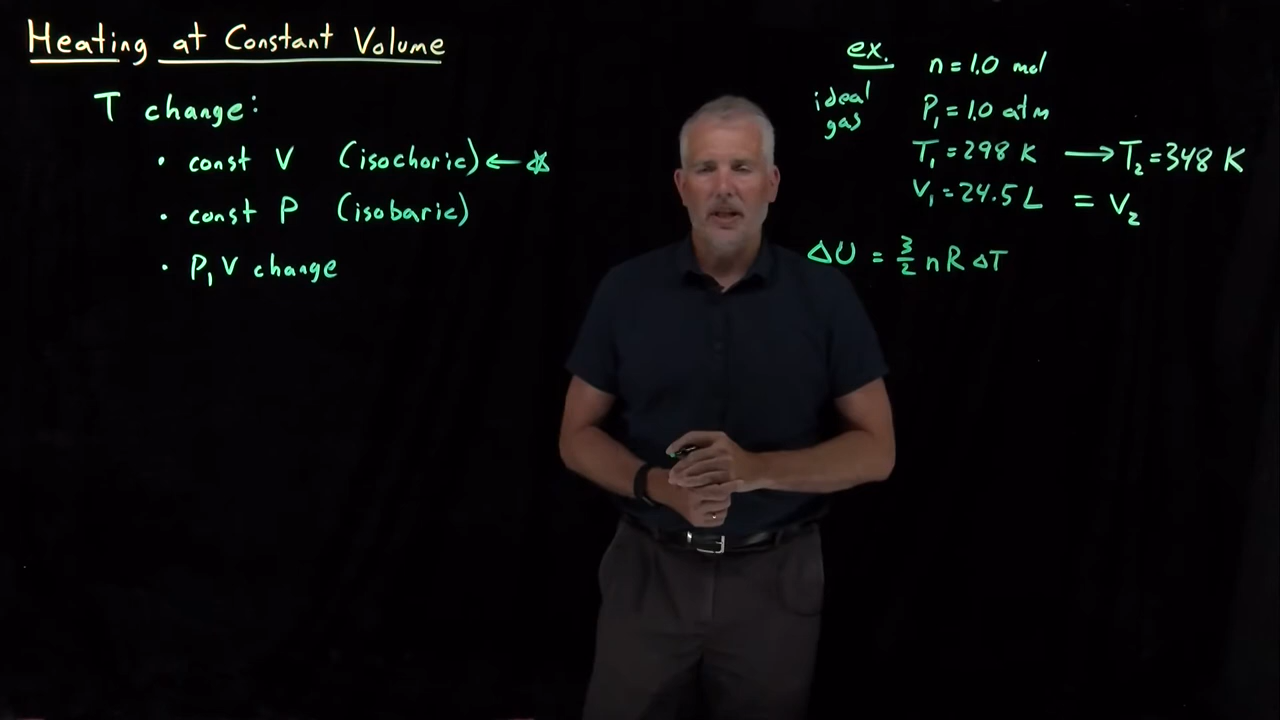 Heating at Constant Volume
T change:
• const V (isochoric) ← ☆
• const P (isobaric)
• P, V change
ex.
ideal
gas
n = 1.0 mol
P₁ = 1.0 atm
T₁ = 298 K → T₂ = 348 K
V₁ = 24.5 L = V₂
ΔU = 3/2 n R ΔT